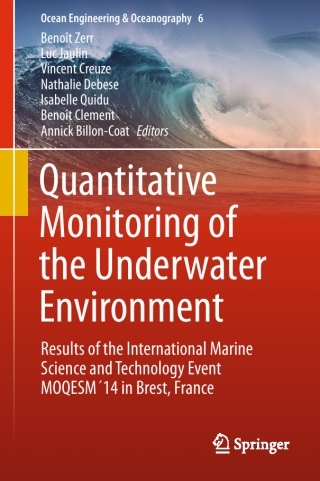 Ocean Engineering & Oceanography 6
Benoît Zerr
Luc Jaulin
Vincent Creuze
Nathalie Debese
Isabelle Quidu
Benoit Clement
Annick Billon-Coat Editors
Quantitative
Monitoring of
the Underwater
Environment
Results of the International Marine
Science and Technology Event
MOQESM´14 in Brest, France
Springer